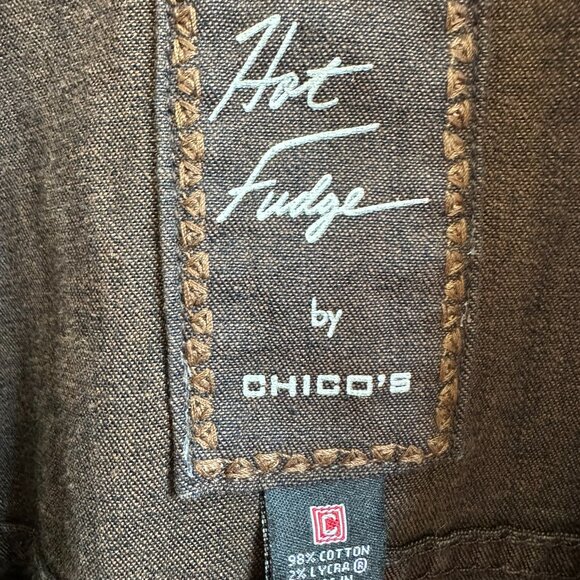 Hot
Fudge
by
CHICO'S
C
98% COTTON
2% LYCRA ®